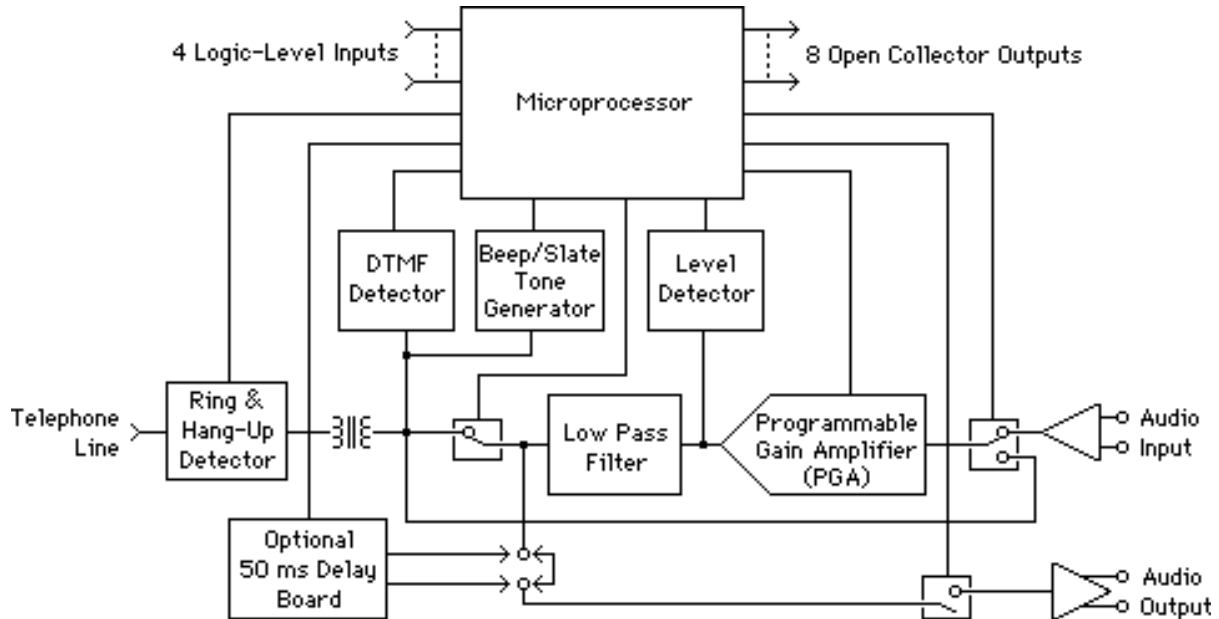 4 Logic-Level Inputs
8 Open Collector Outputs
Microprocessor
DTMF
Detector
Beep/Slate
Tone
Generator
Level
Detector
Telephone
Line
Ring &
Hang-Up
Detector
Low Pass
Filter
Programmable
Gain Amplifier
(PGA)
Audio
Input
Optional
50 ms Delay
Board
Audio
Output